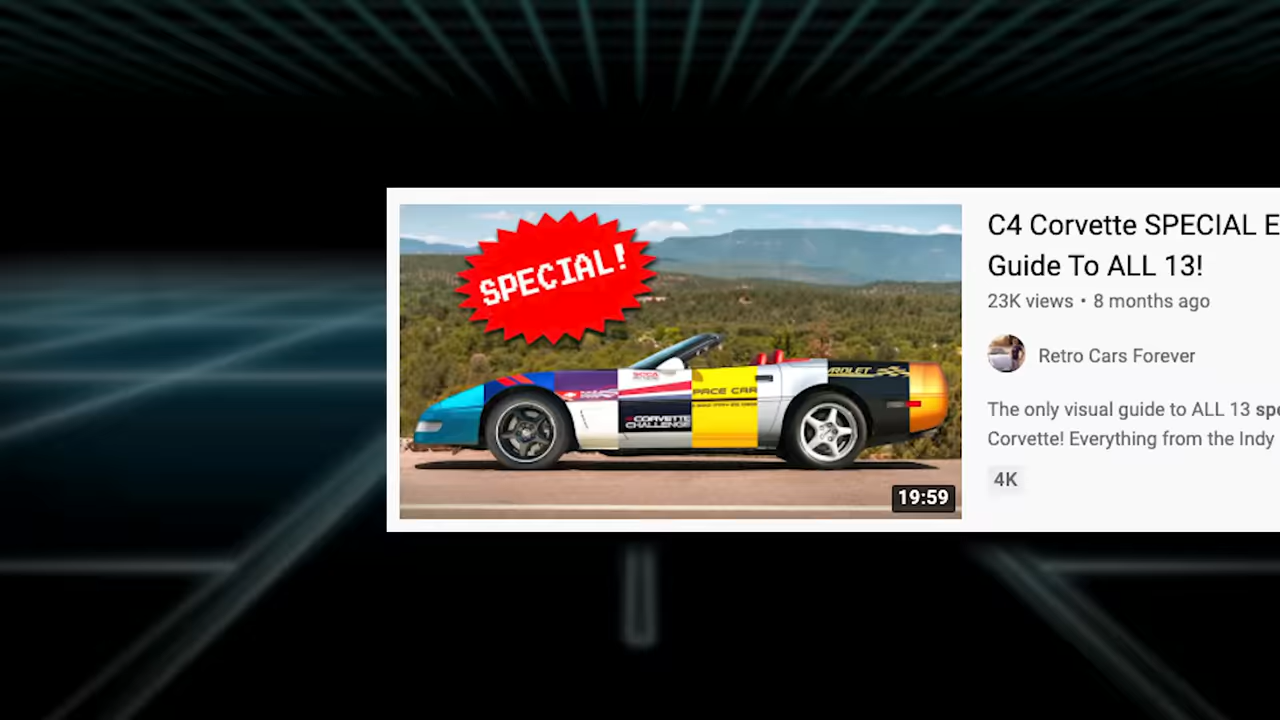 SPECIAL!
PACE CAR
CORVETTE
CHALLENGE
19:59
C4 Corvette SPECIAL E
Guide To ALL 13!
23K views • 8 months ago
Retro Cars Forever
The only visual guide to ALL 13 spe
Corvette! Everything from the Indy
4K